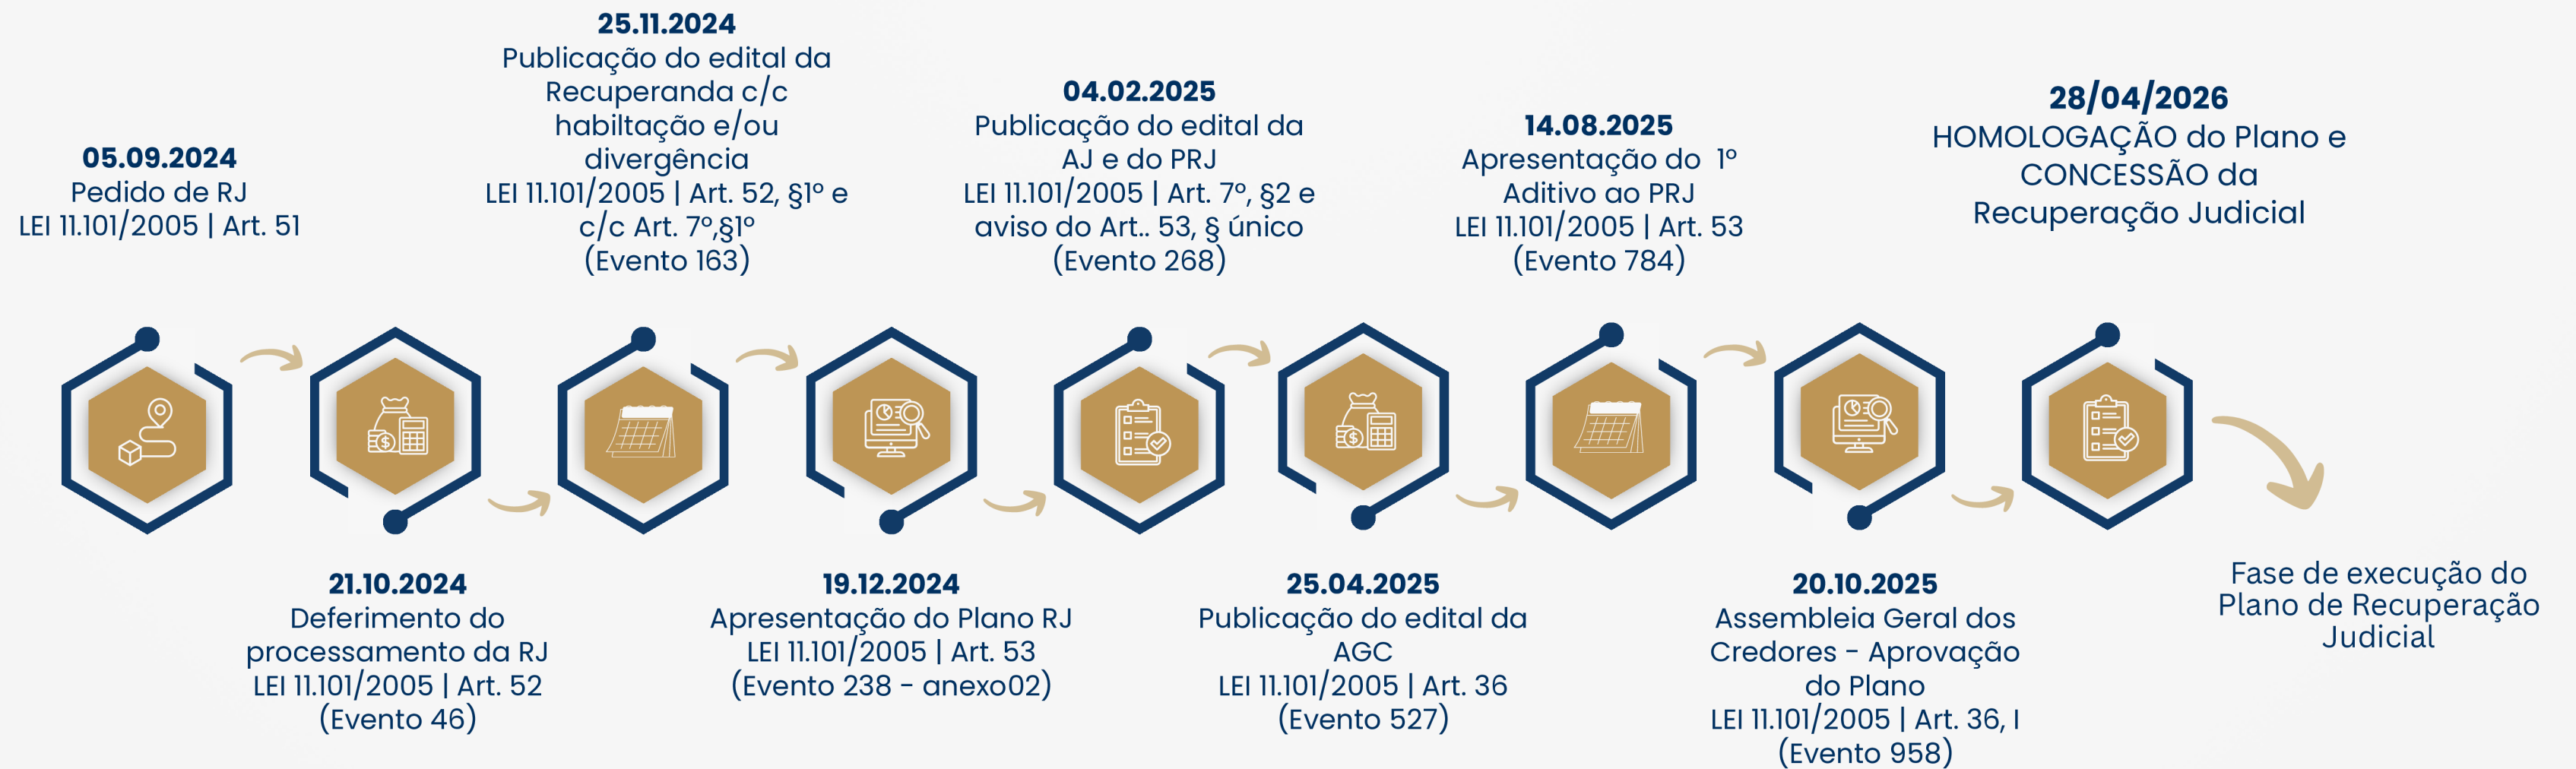 05.09.2024
Pedido de RJ
LEI 11.101/2005 | Art. 51
21.10.2024
Deferimento do
processamento da RJ
LEI 11.101/2005 | Art. 52
(Evento 46)
25.11.2024
Publicação do edital da
Recuperanda c/c
habiltação e/ou
divergência
LEI 11.101/2005 | Art. 52, §1º e
c/c Art. 7º,§1º
(Evento 163)
19.12.2024
Apresentação do Plano RJ
LEI 11.101/2005 | Art. 53
(Evento 238 - anexo02)
04.02.2025
Publicação do edital da
AJ e do PRJ
LEI 11.101/2005 | Art. 7º, §2 e
aviso do Art.. 53, § único
(Evento 268)
25.04.2025
Publicação do edital da
AGC
LEI 11.101/2005 | Art. 36
(Evento 527)
14.08.2025
Apresentação do 1º
Aditivo ao PRJ
LEI 11.101/2005 | Art. 53
(Evento 784)
20.10.2025
Assembleia Geral dos
Credores - Aprovação
do Plano
LEI 11.101/2005 | Art. 36, I
(Evento 958)
28/04/2026
HOMOLOGAÇÃO do Plano e
CONCESSÃO da
Recuperação Judicial
Fase de execução do
Plano de Recuperação
Judicial